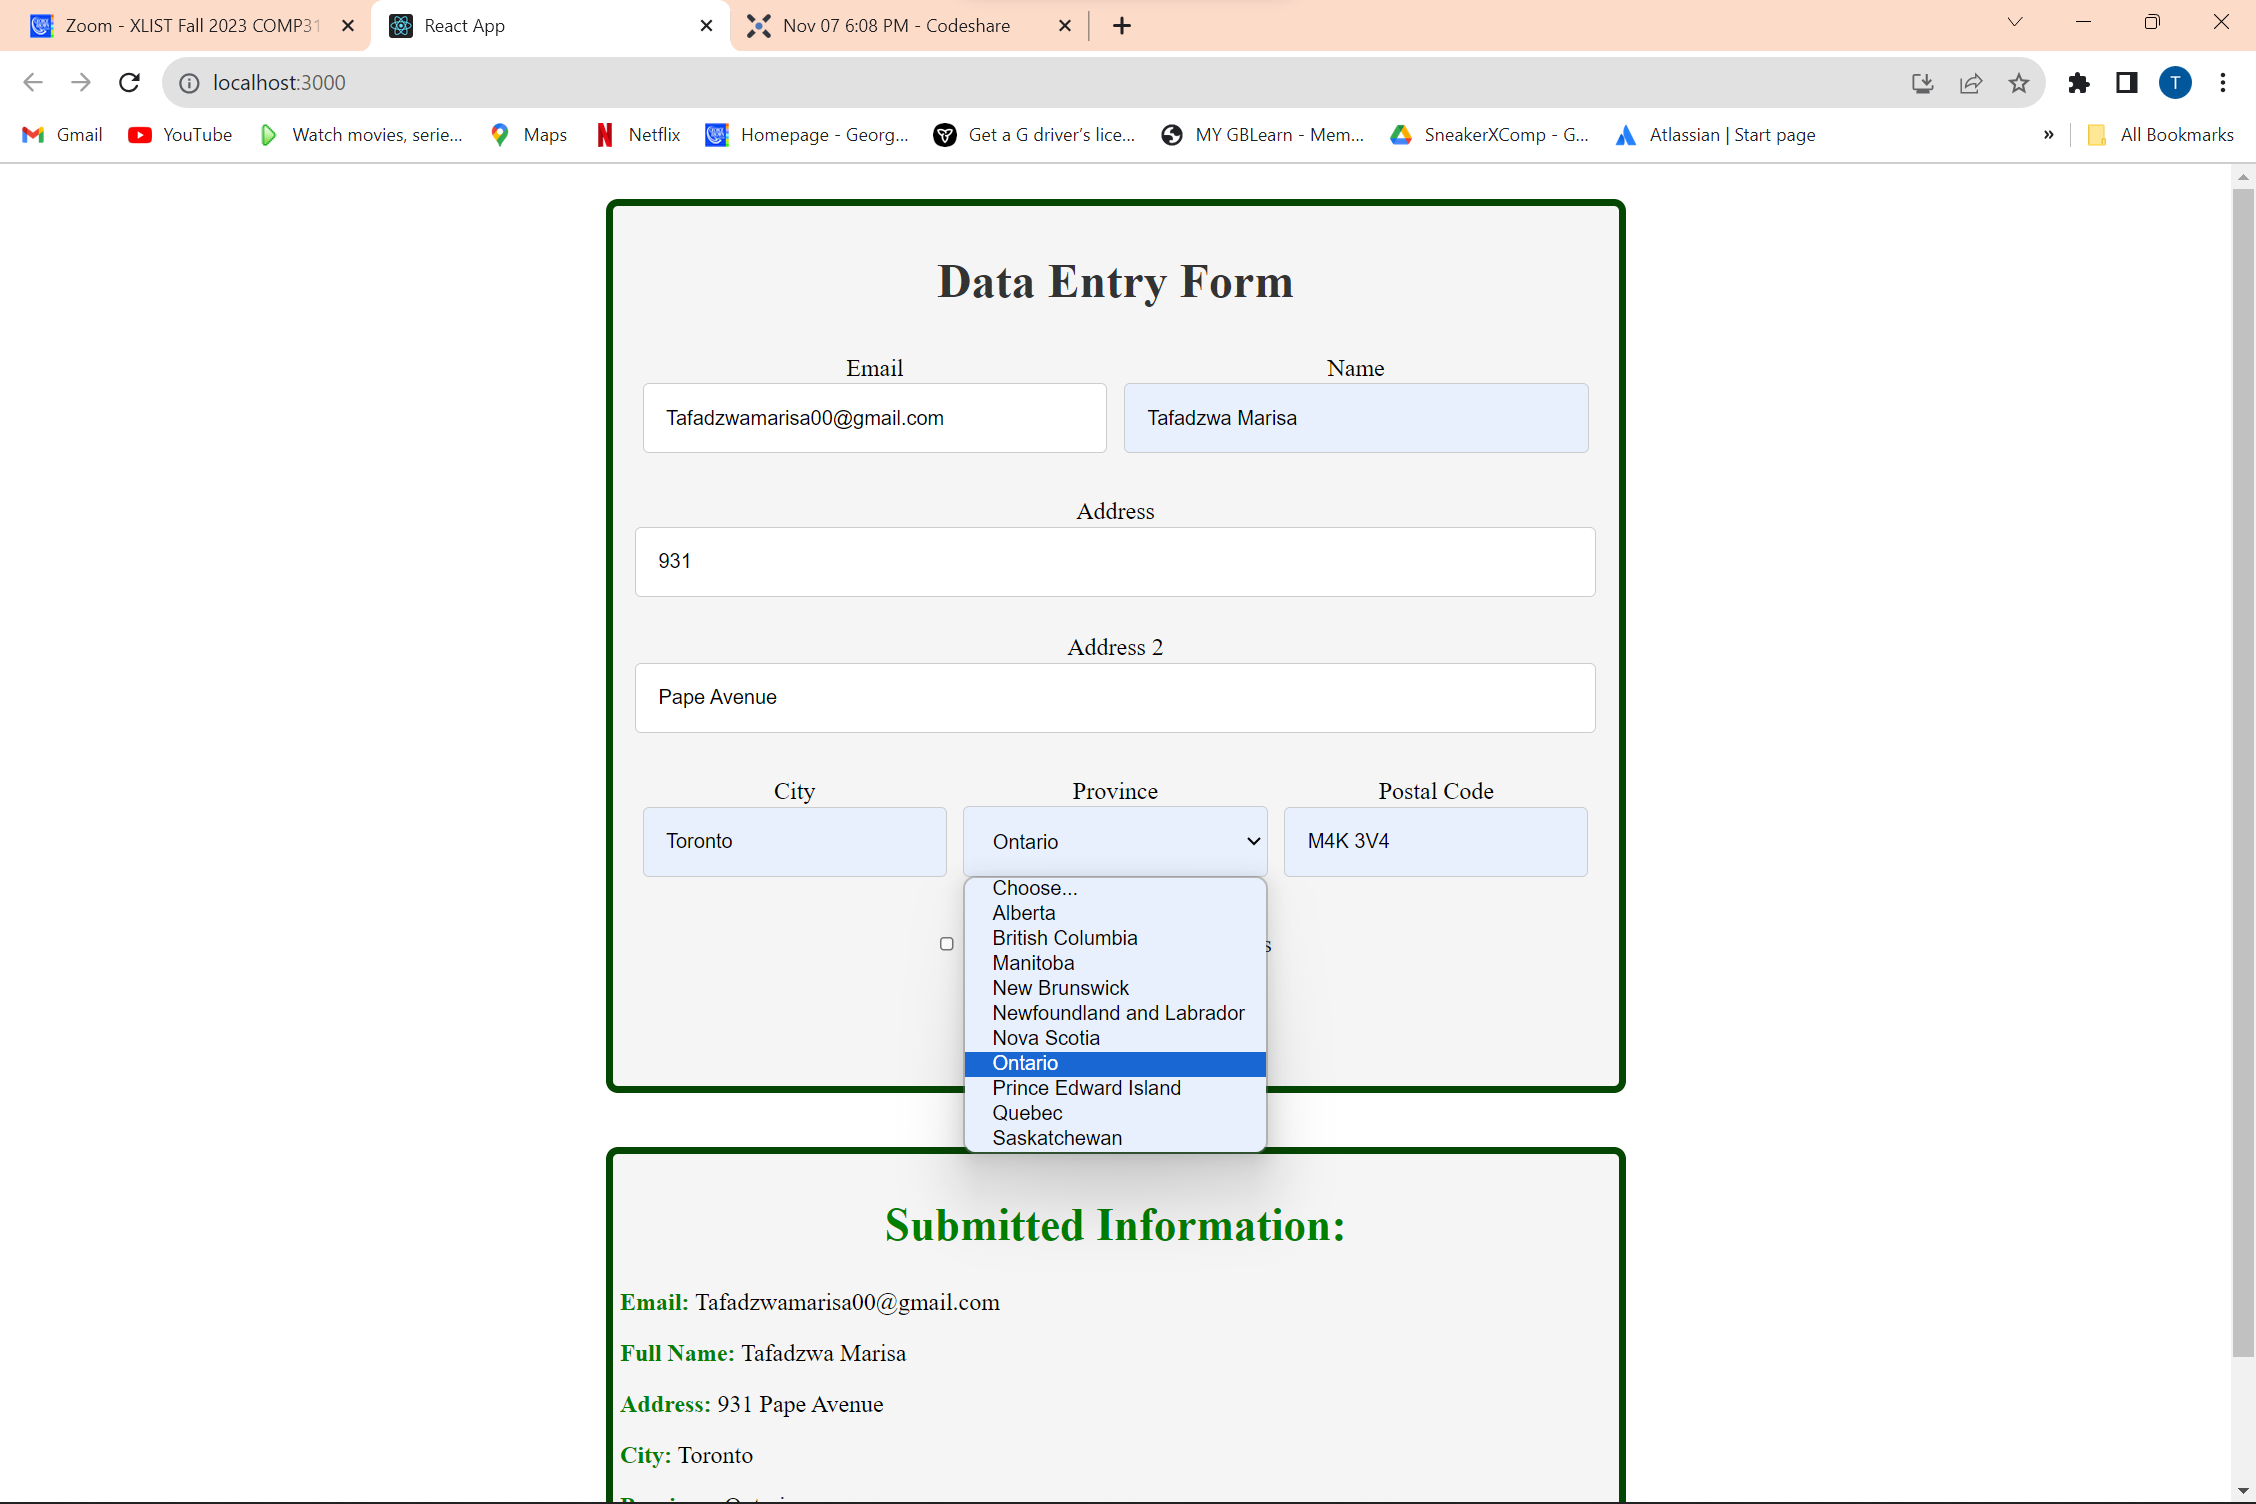 Zoom - XLIST Fall 2023 COMP31
React App
Nov 07 6:08 PM - Codeshare
localhost:3000
T
Gmail
YouTube
Watch movies, serie...
Maps
Netflix
Homepage - Georg...
Get a G driver's lice...
MY GBLearn - Mem...
SneakerXComp - G...
Atlassian | Start page
»
All Bookmarks
Data Entry Form
Email
Name
Tafadzwamarisa00@gmail.com
Tafadzwa Marisa
Address
931
Address 2
Pape Avenue
City
Province
Postal Code
Toronto
Ontario
M4K 3V4
Choose...
Alberta
British Columbia
Manitoba
New Brunswick
Newfoundland and Labrador
Nova Scotia
Ontario
Prince Edward Island
Quebec
Saskatchewan
Submitted Information:
Email: Tafadzwamarisa00@gmail.com
Full Name: Tafadzwa Marisa
Address: 931 Pape Avenue
City: Toronto